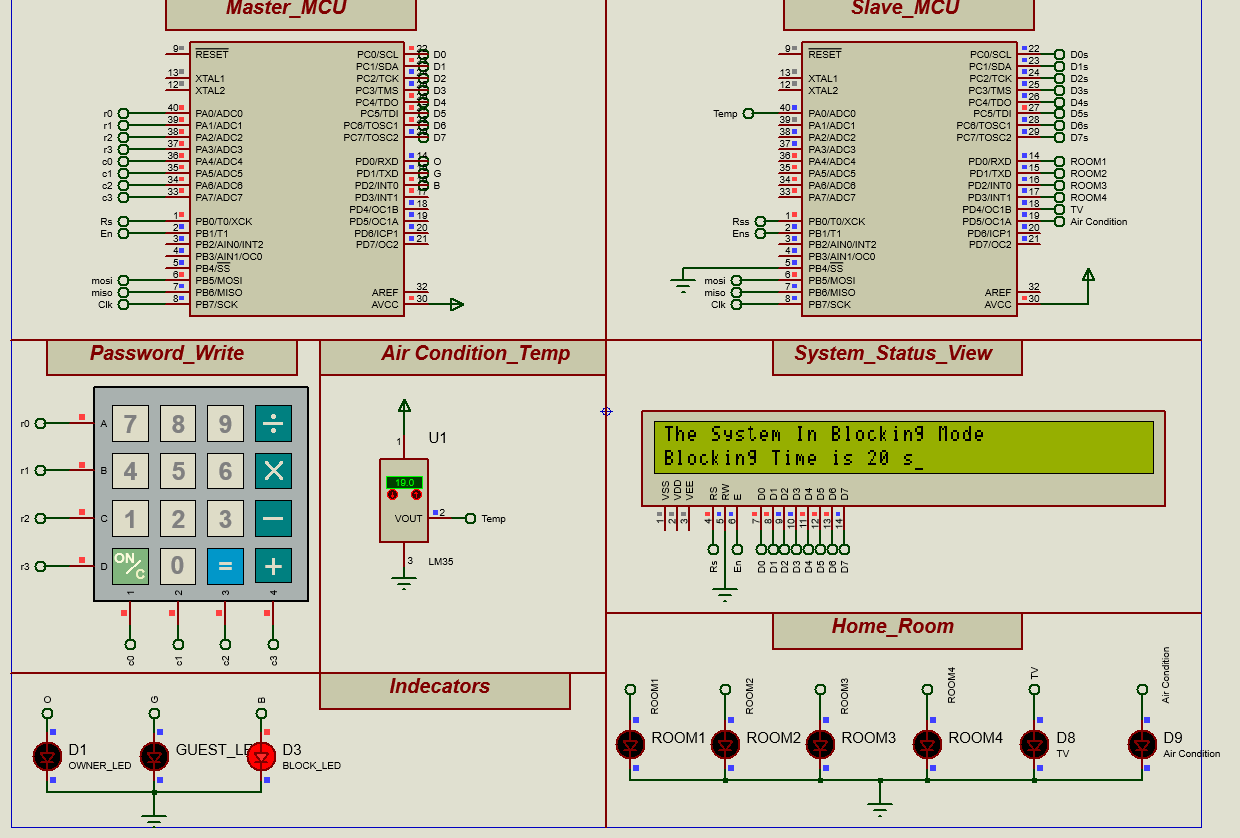 Master_MCU
Slave_MCU
9 RESET PC0/SCL 22 D0
PC1/SDA D1
13 XTAL1 PC2/TCK D2
12 XTAL2 PC3/TMS D3
PC4/TDO D4
r0 40 PA0/ADC0 PC5/TDI D5
r1 39 PA1/ADC1 PC6/TOSC1 D6
r2 38 PA2/ADC2 PC7/TOSC2 D7
r3 37 PA3/ADC3
c0 36 PA4/ADC4 PD0/RXD 14 O
c1 35 PA5/ADC5 PD1/TXD G
c2 34 PA6/ADC6 PD2/INT0 B
c3 33 PA7/ADC7 PD3/INT1 17
PD4/OC1B 18
Rs 1 PB0/T0/XCK PD5/OC1A 19
En 2 PB1/T1 PD6/ICP1 20
3 PB2/AIN0/INT2 PD7/OC2 21
4 PB3/AIN1/OC0
5 PB4/SS
mosi 6 PB5/MOSI
miso 7 PB6/MISO AREF 32
Clk 8 PB7/SCK AVCC 30
9 RESET PC0/SCL 22 D0s
PC1/SDA 23 D1s
13 XTAL1 PC2/TCK 24 D2s
12 XTAL2 PC3/TMS 25 D3s
PC4/TDO 26 D4s
Temp 40 PA0/ADC0 PC5/TDI 27 D5s
39 PA1/ADC1 PC6/TOSC1 28 D6s
38 PA2/ADC2 PC7/TOSC2 29 D7s
37 PA3/ADC3
36 PA4/ADC4 PD0/RXD 14 ROOM1
35 PA5/ADC5 PD1/TXD 15 ROOM2
34 PA6/ADC6 PD2/INT0 16 ROOM3
33 PA7/ADC7 PD3/INT1 17 ROOM4
PD4/OC1B 18 TV
Rss 1 PB0/T0/XCK PD5/OC1A 19 Air Condition
Ens 2 PB1/T1 PD6/ICP1 20
3 PB2/AIN0/INT2 PD7/OC2 21
4 PB3/AIN1/OC0
5 PB4/SS
mosi 6 PB5/MOSI
miso 7 PB6/MISO AREF 32
Clk 8 PB7/SCK AVCC 30
Password_Write
r0 A 7 8 9 ÷
r1 B 4 5 6 ×
r2 C 1 2 3 −
r3 D ON/C 0 = +
1 2 3 4
c0 c1 c2 c3
Air Condition_Temp
1 U1
19.0
VOUT 2 Temp
3 LM35
System_Status_View
The System In Blocking Mode
Blocking Time is 20 s_
VSS VDD VEE RS RW E D0 D1 D2 D3 D4 D5 D6 D7
1 2 3 4 5 6 7 8 9 10 11 12 13 14
Rs En D0 D1 D2 D3 D4 D5 D6 D7
Indecators
O G B
D1 GUEST_LE D3
OWNER_LED BLOCK_LED
Home_Room
ROOM1 ROOM2 ROOM3 ROOM4 TV Air Condition
ROOM1 ROOM2 ROOM3 ROOM4 D8 D9
TV Air Condition